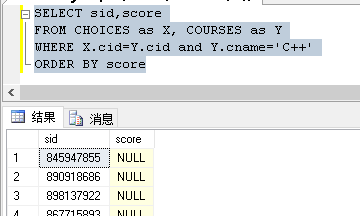 SELECT sid,score
FROM CHOICES as X, COURSES as Y
WHERE X.cid=Y.cid and Y.cname='C++'
ORDER BY score
结果 消息
sid score
1 845947855 NULL
2 890918686 NULL
3 898137922 NULL
4 867715893 NULL